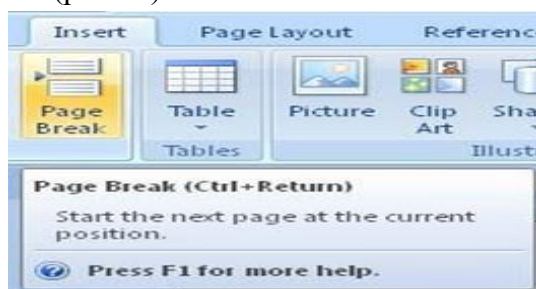 Insert Page Layout
Page Break
Table
Picture
Clip Art
Tables
Page Break (Ctrl+Return)
Start the next page at the current
position.
Press F1 for more help.